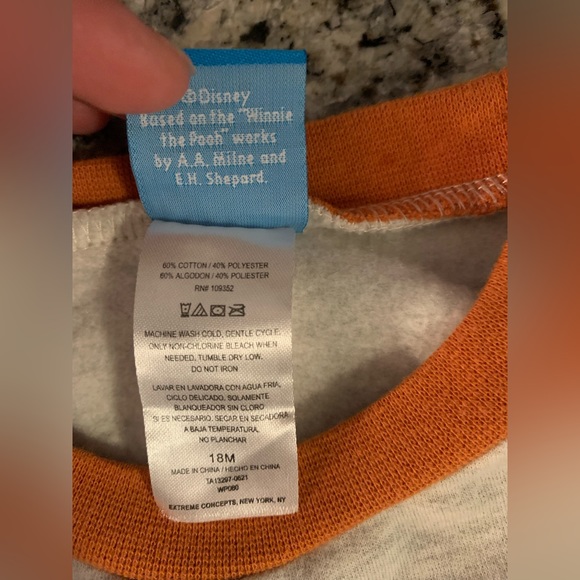 ©Disney
Based on the "Winnie
the Pooh" works
by A.A. Milne and
E.H. Shepard.
60% COTTON / 40% POLYESTER
60% ALGODON / 40% POLIESTER
RN# 109352
MACHINE WASH COLD, GENTLE CYCLE,
ONLY NON-CHLORINE BLEACH WHEN
NEEDED, TUMBLE DRY LOW.
DO NOT IRON
LAVAR EN LAVADORA CON AGUA FRIA,
CICLO DELICADO, SOLAMENTE
BLANQUEADOR SIN CLORO
SI ES NECESARIO, SECAR EN SECADORA
A BAJA TEMPERATURA,
NO PLANCHAR
18M
MADE IN CHINA / HECHO EN CHINA
TA13297-0621
WP080
EXTREME CONCEPTS, NEW YORK, NY